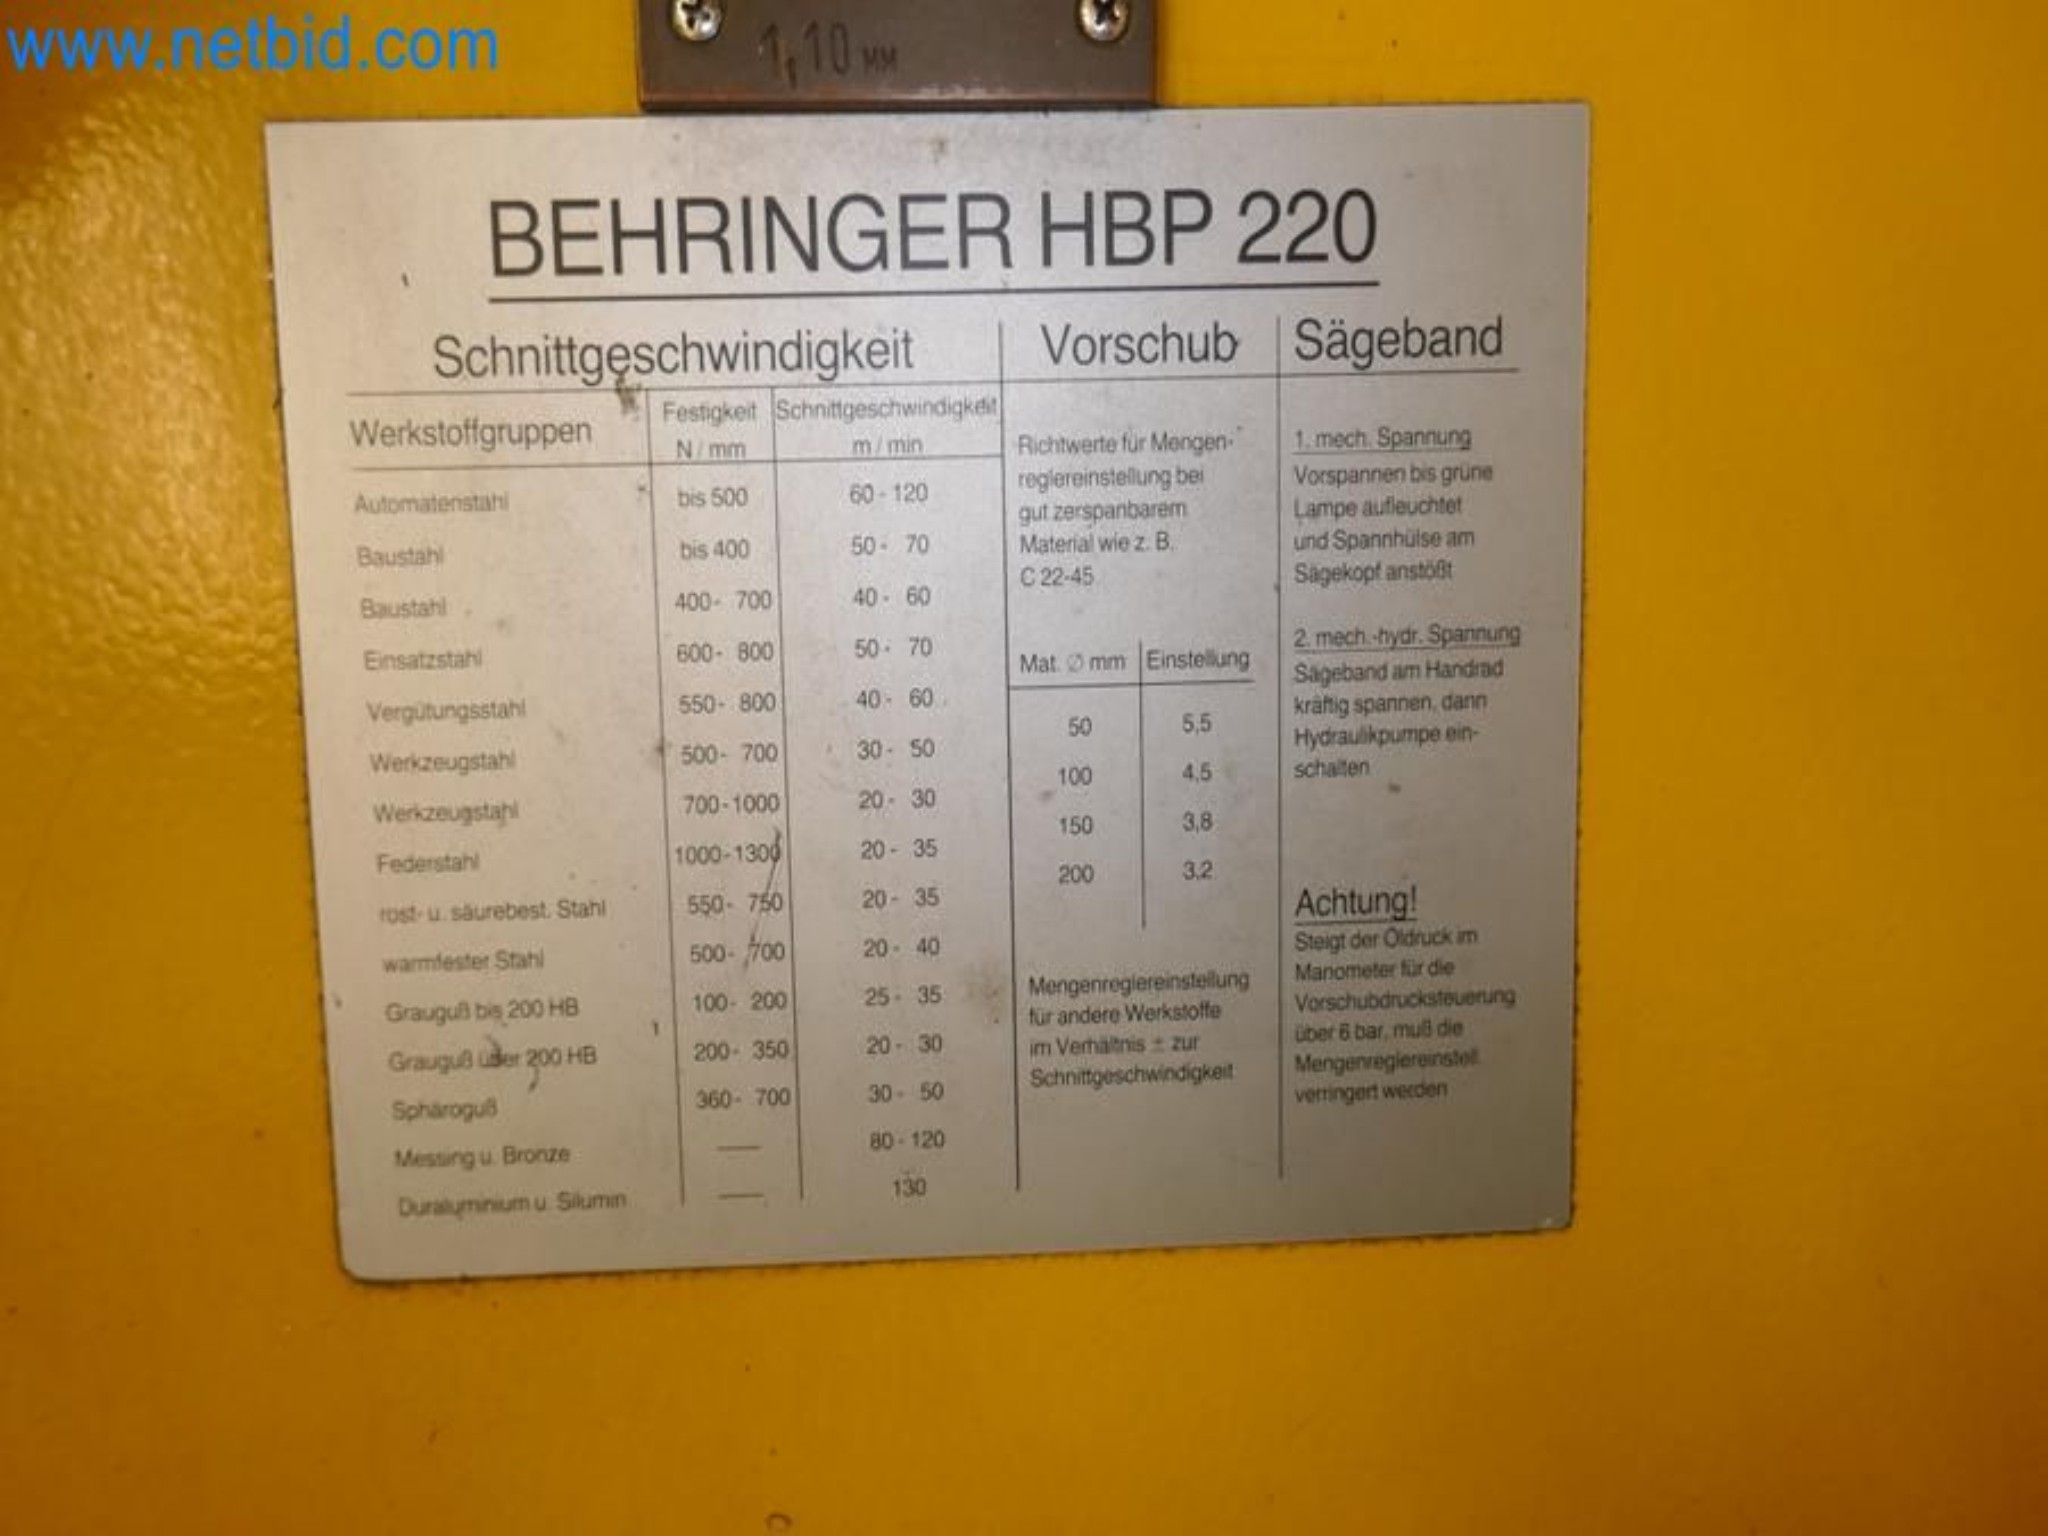 www.netbid.com
1,10 MM
BEHRINGER HBP 220
Schnittgeschwindigkeit
Werkstoffgruppen Festigkeit N / mm Schnittgeschwindigkeit m / min
Automatenstahl bis 500 60 - 120
Baustahl bis 400 50 - 70
Baustahl 400 - 700 40 - 60
Einsatzstahl 600 - 800 50 - 70
Vergütungsstahl 550 - 800 40 - 60
Werkzeugstahl 500 - 700 30 - 50
Werkzeugstahl 700 - 1000 20 - 30
Federstahl 1000 - 1300 20 - 35
rost- u. säurebest. Stahl 550 - 750 20 - 35
warmfester Stahl 500 - 700 20 - 40
Grauguß bis 200 HB 100 - 200 25 - 35
Grauguß über 200 HB 200 - 350 20 - 30
Sphäroguß 360 - 700 30 - 50
Messing u. Bronze — 80 - 120
Duraluminium u. Silumin — 130
Vorschub
Richtwerte für Mengen-
reglereinstellung bei
gut zerspanbarem
Material wie z. B.
C 22-45
Mat. ∅ mm Einstellung
50 5,5
100 4,5
150 3,8
200 3,2
Mengenreglereinstellung
für andere Werkstoffe
im Verhältnis ± zur
Schnittgeschwindigkeit
Sägeband
1. mech. Spannung
Vorspannen bis grüne
Lampe aufleuchtet
und Spannhülse am
Sägekopf anstößt
2. mech.-hydr. Spannung
Sägeband am Handrad
kräftig spannen, dann
Hydraulikpumpe ein-
schalten
Achtung!
Steigt der Öldruck im
Manometer für die
Vorschubdrucksteuerung
über 6 bar, muß die
Mengenreglereinstell.
verringert werden